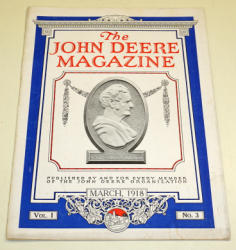 The
JOHN DEERE
MAGAZINE
PUBLISHED BY AND FOR EVERY MEMBER
OF THE JOHN DEERE ORGANIZATION
MARCH, 1918
VOL. 1
No. 3